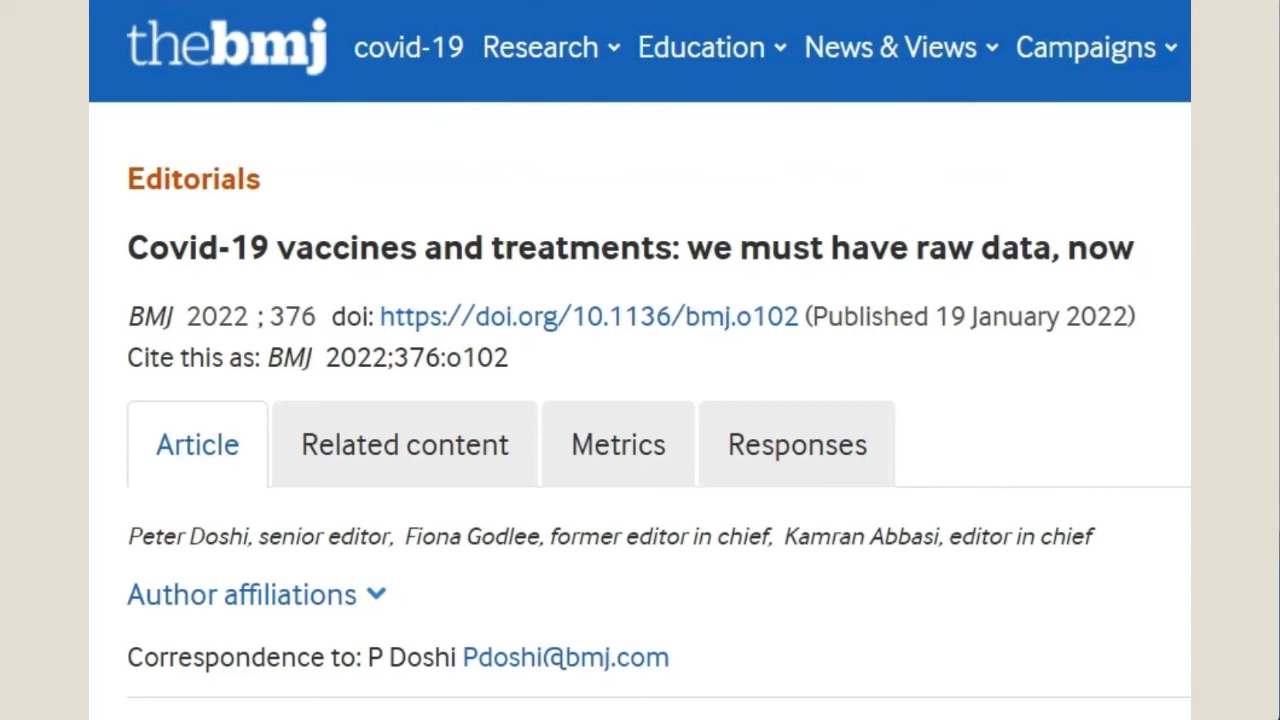 thebmj covid-19 Research Education News & Views Campaigns
Editorials
Covid-19 vaccines and treatments: we must have raw data, now
BMJ 2022 ; 376 doi: https://doi.org/10.1136/bmj.o102 (Published 19 January 2022)
Cite this as: BMJ 2022;376:o102
Article Related content Metrics Responses
Peter Doshi, senior editor, Fiona Godlee, former editor in chief, Kamran Abbasi, editor in chief
Author affiliations
Correspondence to: P Doshi Pdoshi@bmj.com